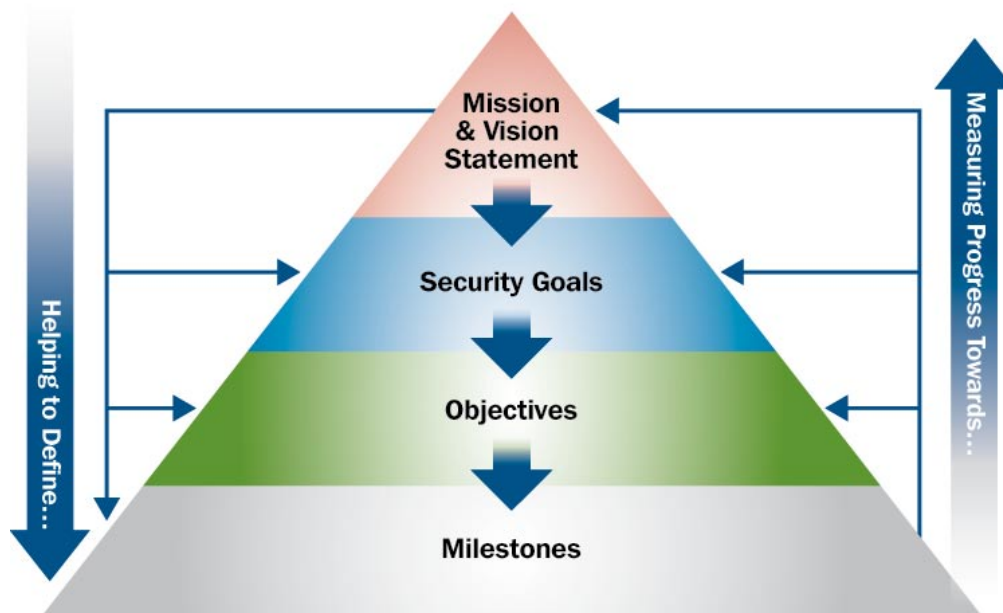 Mission
& Vision
Statement
Security Goals
Objectives
Milestones
Helping to Define...
Measuring Progress Towards...